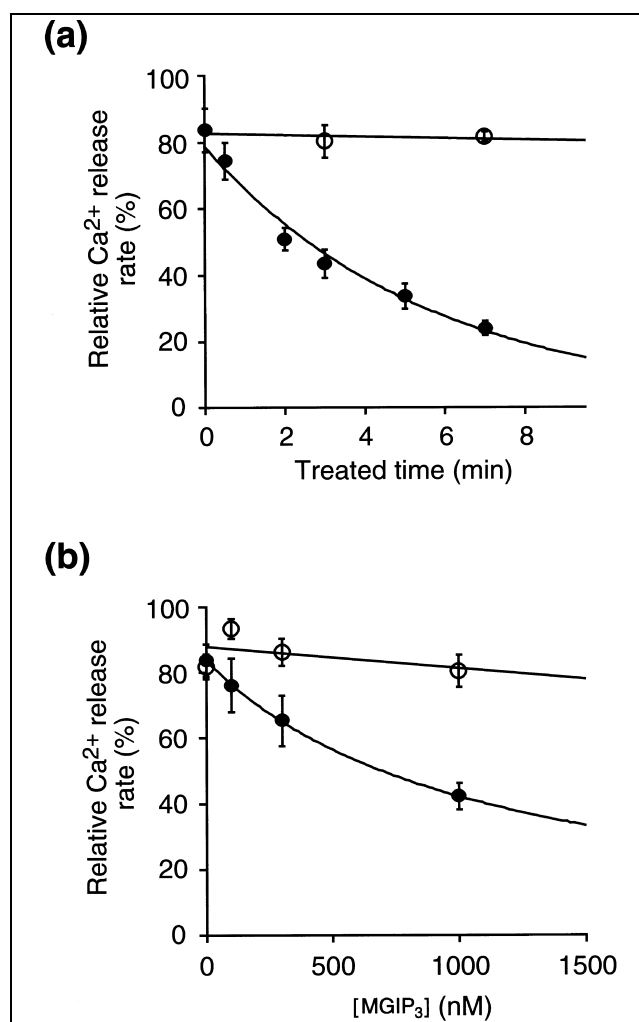 (a)
100
80
60
40
20
0
Relative Ca2+ release
rate (%)
0 2 4 6 8
Treated time (min)
(b)
100
80
60
40
20
0
Relative Ca2+ release
rate (%)
0 500 1000 1500
[MGIP3] (nM)